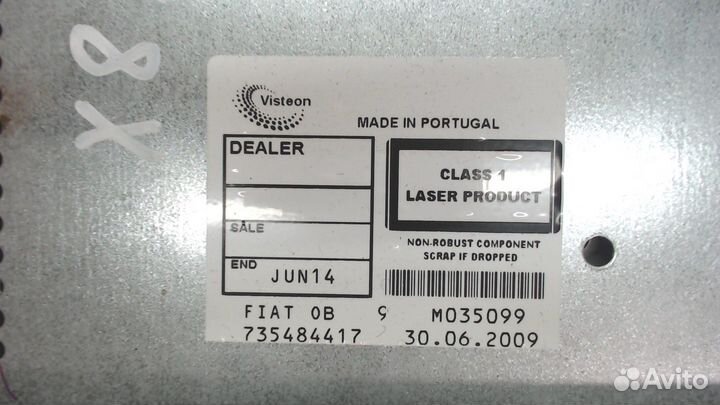 X8
Visteon
MADE IN PORTUGAL
DEALER
SALE
END JUN14
CLASS 1
LASER PRODUCT
NON-ROBUST COMPONENT
SCRAP IF DROPPED
FIAT 0B 9 M035099
735484417 30.06.2009
Avito